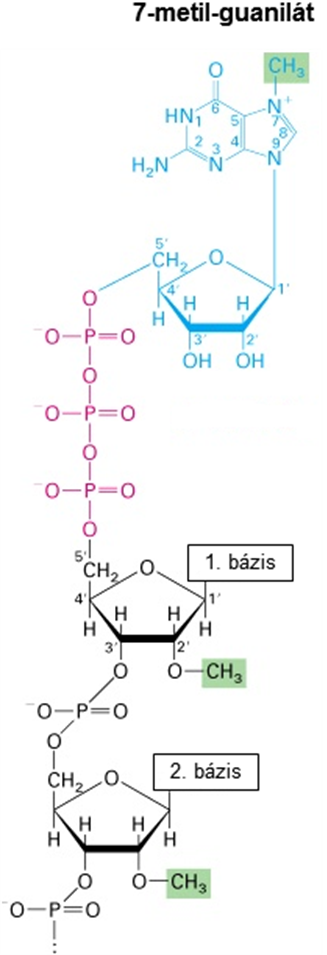 7-metil-guanilát
CH3
O
6
N+
7
HN 1
5
8
2
3
4
9
H2N
N
N
5′
CH2
O
O
4′
1′
H
H
H
3′
2′
−O–P=O
OH
OH
O
−O–P=O
O
−O–P=O
O
5′
CH2
O
1. bázis
4′
1′
H
H
H
H
3′
2′
O
O–CH3
−O–P=O
O
CH2
O
2. bázis
H
H
H
H
O
O–CH3
−O–P=O